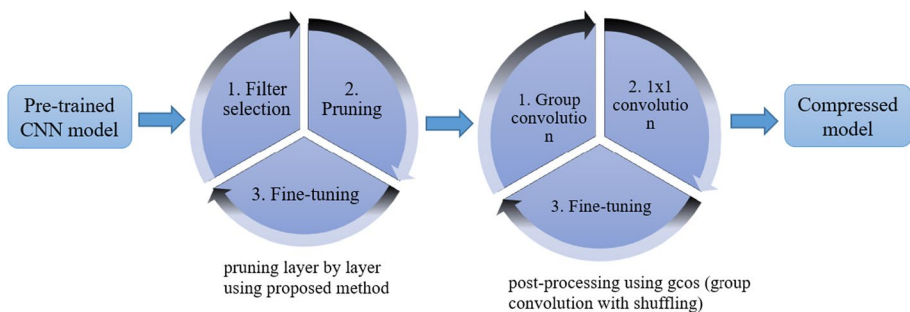 Pre-trained
CNN model
1. Filter
selection
2.
Pruning
3. Fine-tuning
pruning layer by layer
using proposed method
1. Group
convolutio
n
2. 1x1
convolutio
n
3. Fine-tuning
post-processing using gcos (group
convolution with shuffling)
Compressed
model